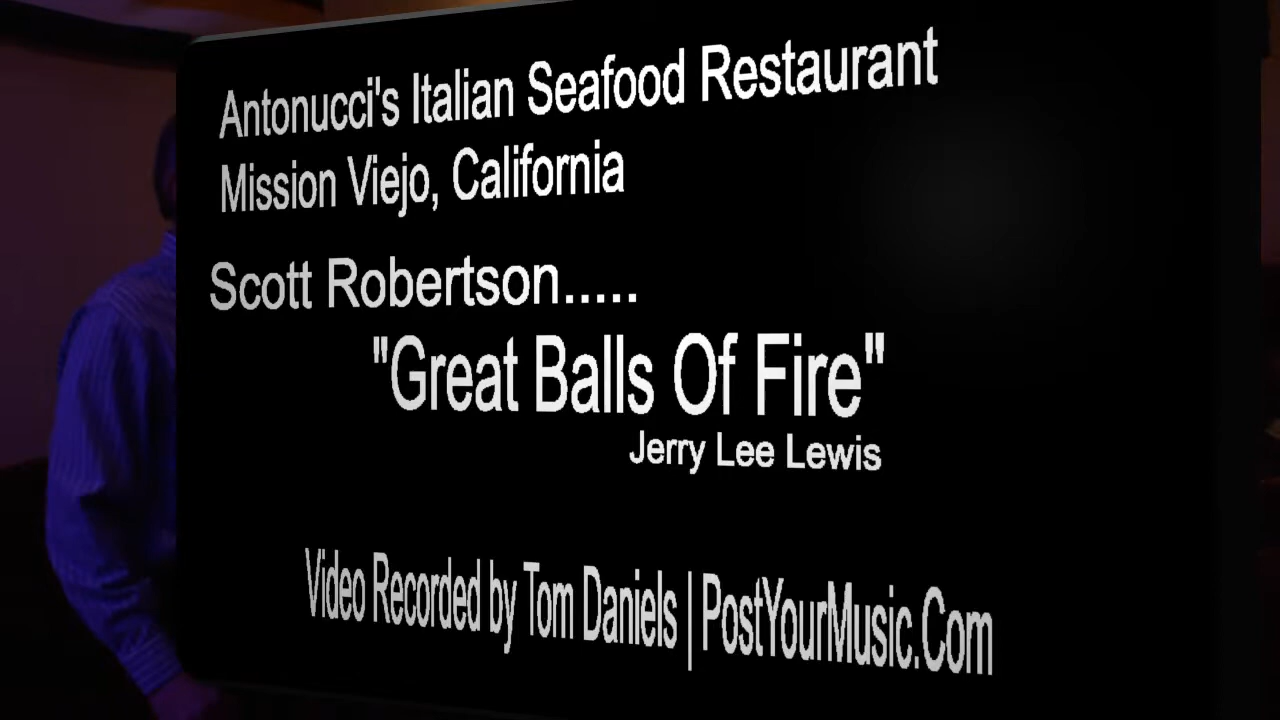 Antonucci's Italian Seafood Restaurant
Mission Viejo, California
Scott Robertson.....
"Great Balls Of Fire"
Jerry Lee Lewis
Video Recorded by Tom Daniels | PostYourMusic.Com